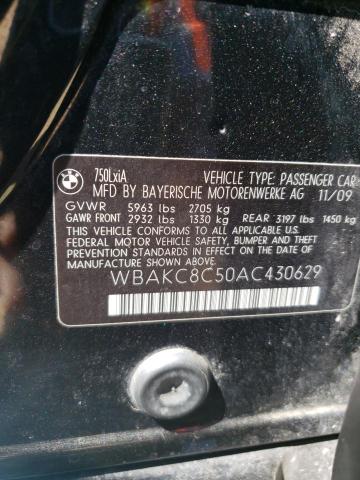 BMW
750LxiA VEHICLE TYPE: PASSENGER CAR
MFD BY BAYERISCHE MOTORENWERKE AG 11/09
GVWR 5963 lbs 2705 kg
GAWR FRONT 2932 lbs 1330 kg REAR 3197 lbs 1450 kg
THIS VEHICLE CONFORMS TO ALL APPLICABLE U.S.
FEDERAL MOTOR VEHICLE SAFETY, BUMPER, AND THEFT
PREVENTION STANDARDS IN EFFECT ON THE DATE OF
MANUFACTURE SHOWN ABOVE.
WBAKC8C50AC430629